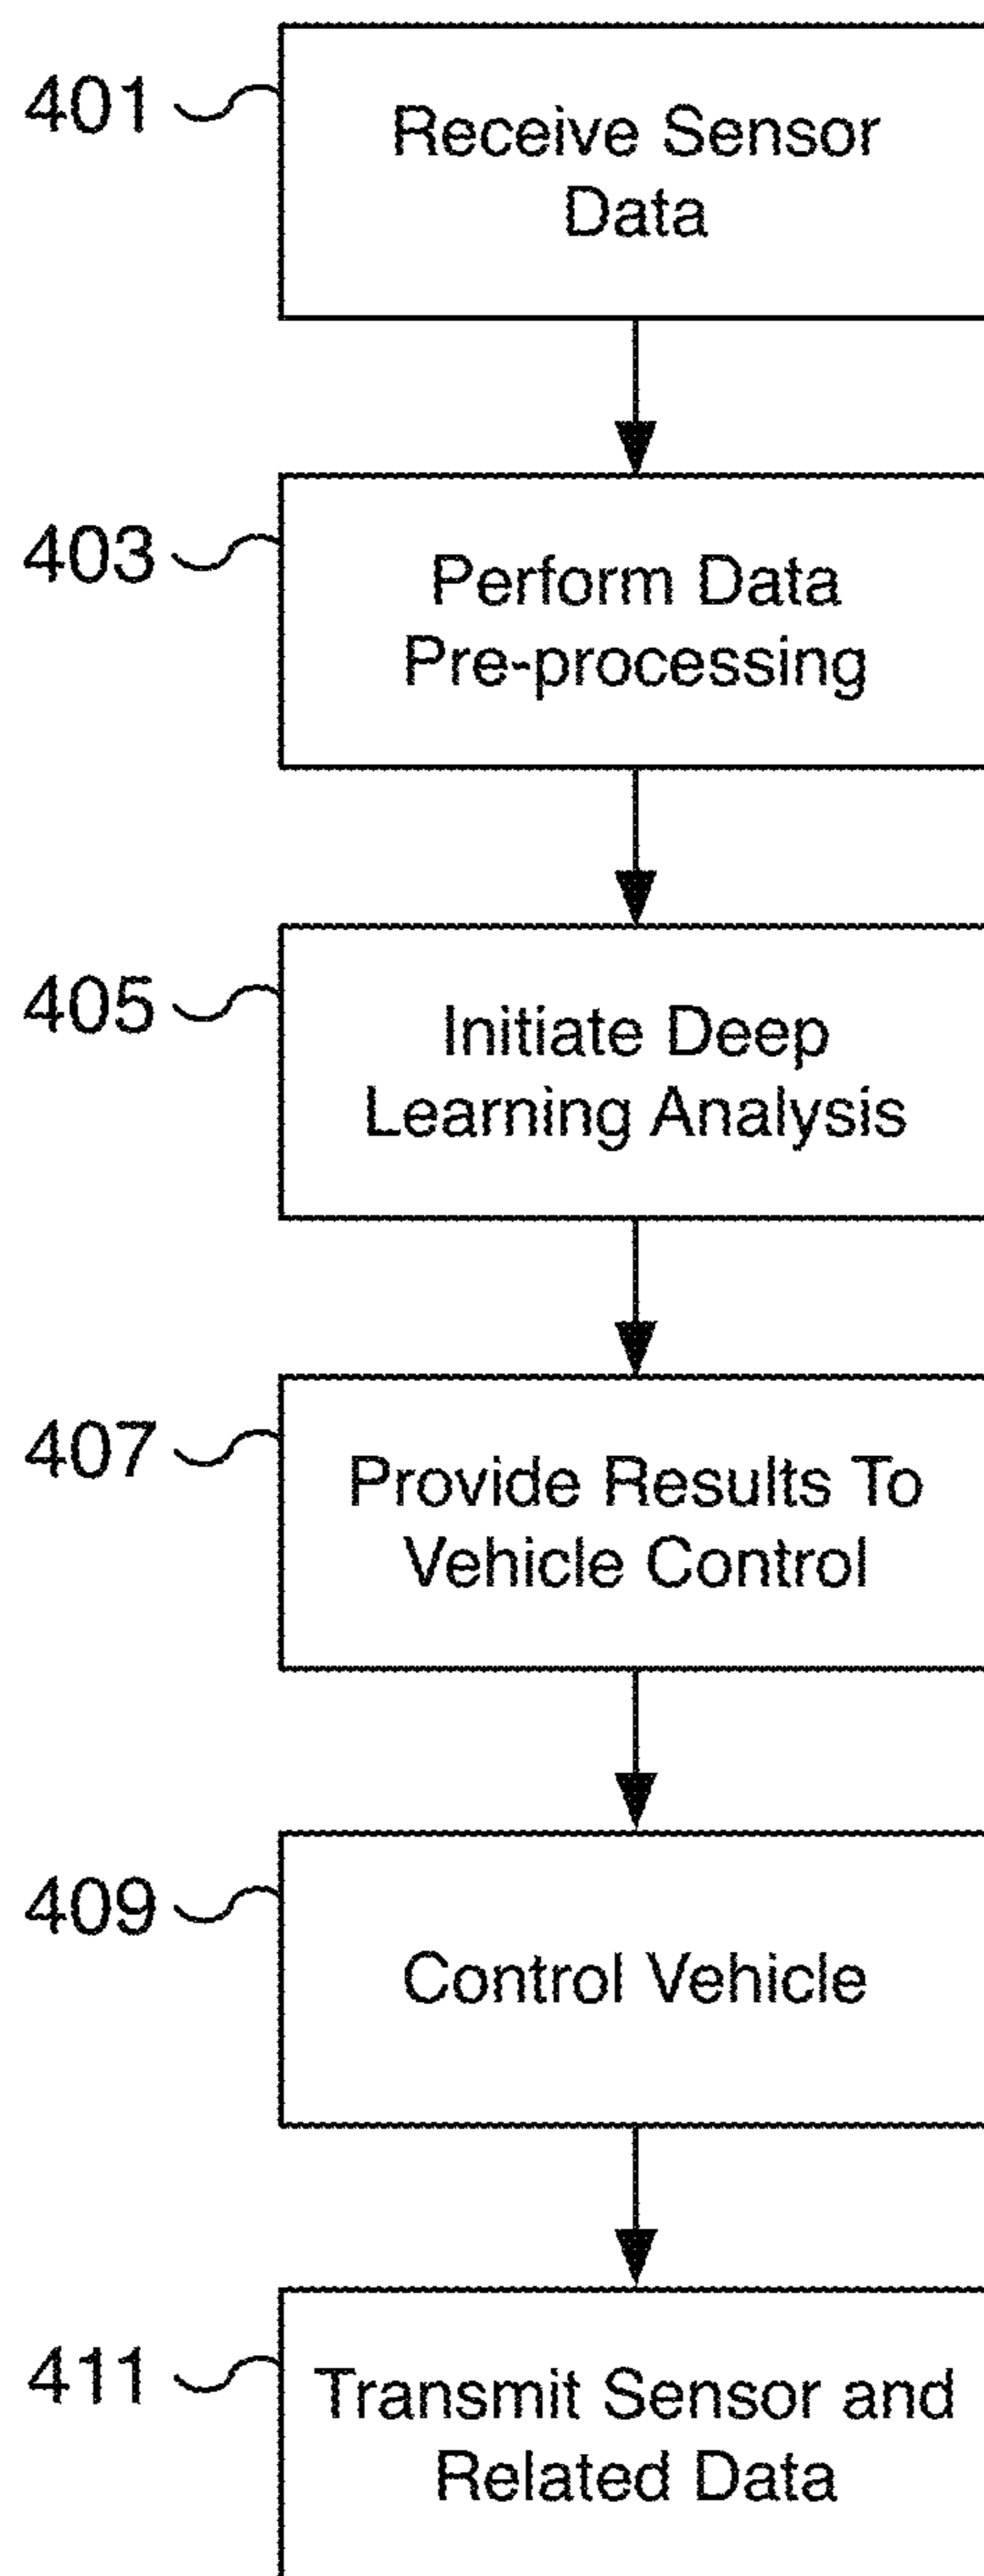 401
Receive Sensor
Data
403
Perform Data
Pre-processing
405
Initiate Deep
Learning Analysis
407
Provide Results To
Vehicle Control
409
Control Vehicle
411
Transmit Sensor and
Related Data